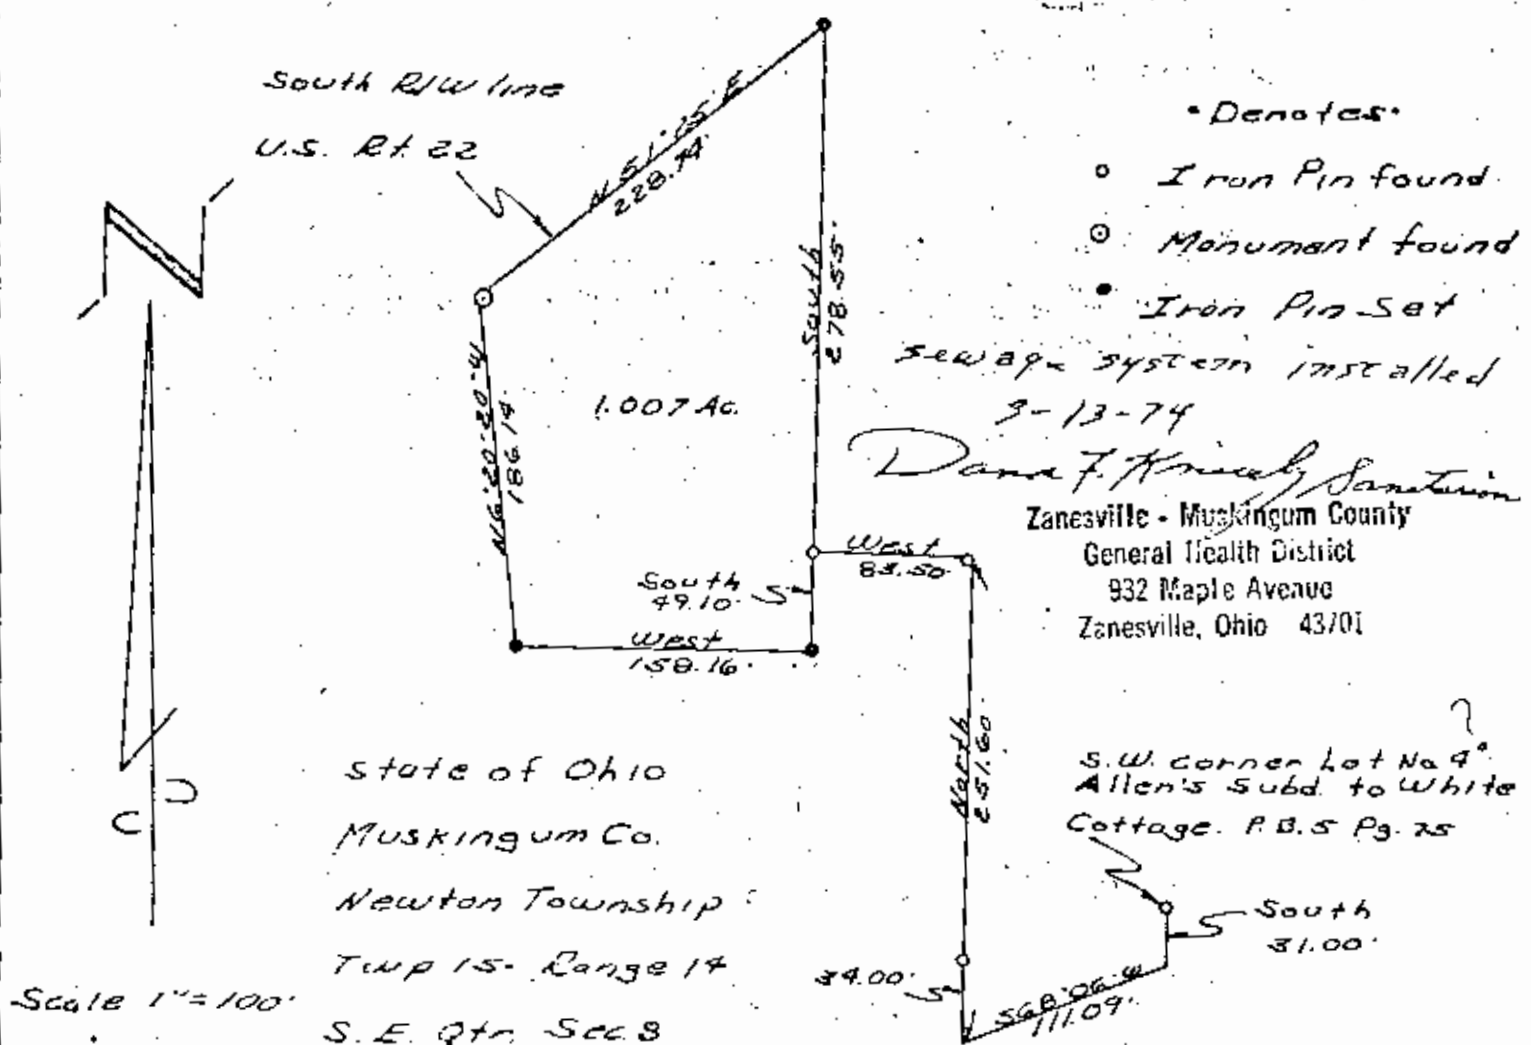 South R/W line
U.S. Rt. 22
N 51° 25' E
228.74'
South
278.55'
N 6° 20' 20" W
186.14'
1.007 Ac.
South
49.10'
West
83.50'
West
158.16'
North
251.60'
34.00'
S 68° 06' W
111.09'
South
31.00'
• Denotes •
Iron Pin found
Monument found
Iron Pin Set
sewage system installed
3-13-74
Dana F. Sanitarian
Zanesville - Muskingum County
General Health District
932 Maple Avenue
Zanesville, Ohio 43701
?
S.W. corner Lot No 4
Allen's Subd. to White
Cottage. P.B. 5 Pg. 25
State of Ohio
Muskingum Co.
Newton Township
Twp 15- Range 14
S.E. Qtr. Sec. 8
Scale 1"=100'